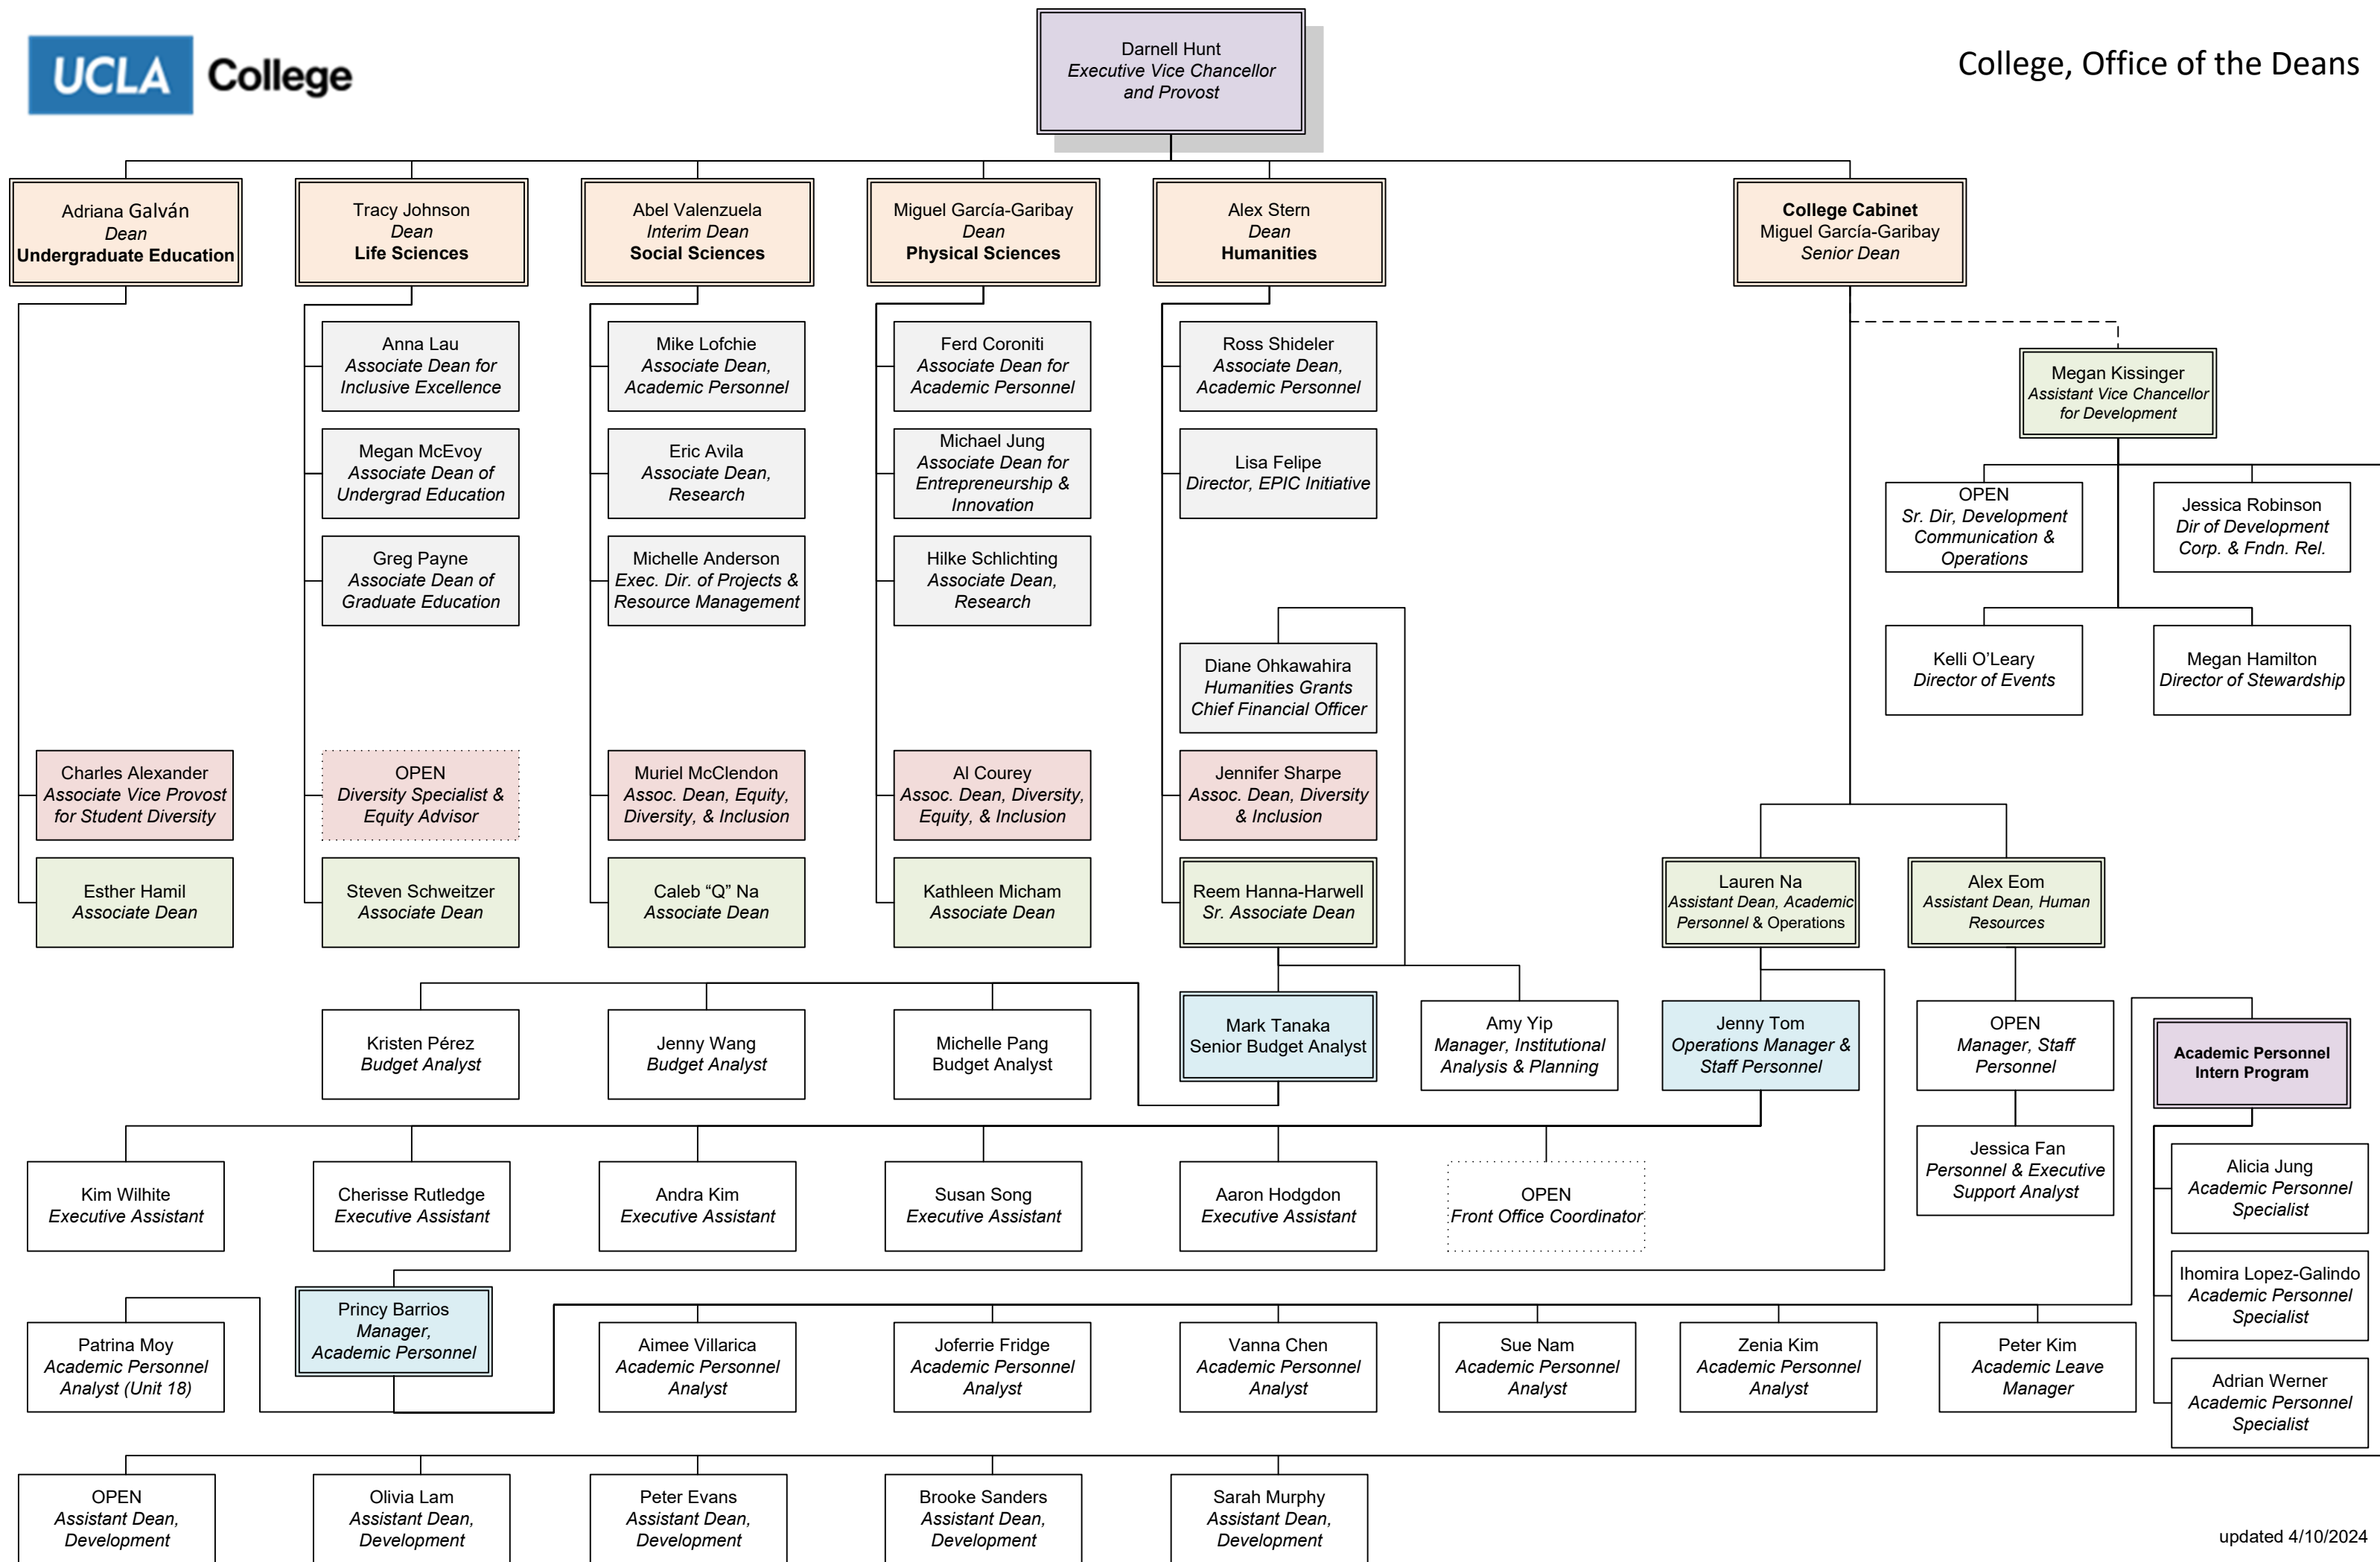 UCLA College
Darnell Hunt
Executive Vice Chancellor
and Provost
College, Office of the Deans
Adriana Galván
Dean
Undergraduate Education
Tracy Johnson
Dean
Life Sciences
Abel Valenzuela
Interim Dean
Social Sciences
Miguel García-Garibay
Dean
Physical Sciences
Alex Stern
Dean
Humanities
College Cabinet
Miguel García-Garibay
Senior Dean
Anna Lau
Associate Dean for
Inclusive Excellence
Mike Lofchie
Associate Dean,
Academic Personnel
Ferd Coroniti
Associate Dean for
Academic Personnel
Ross Shideler
Associate Dean,
Academic Personnel
Megan Kissinger
Assistant Vice Chancellor
for Development
Megan McEvoy
Associate Dean of
Undergrad Education
Eric Avila
Associate Dean,
Research
Michael Jung
Associate Dean for
Entrepreneurship &
Innovation
Lisa Felipe
Director, EPIC Initiative
OPEN
Sr. Dir, Development
Communication &
Operations
Jessica Robinson
Dir of Development
Corp. & Fndn. Rel.
Greg Payne
Associate Dean of
Graduate Education
Michelle Anderson
Exec. Dir. of Projects &
Resource Management
Hilke Schlichting
Associate Dean,
Research
Diane Ohkawahira
Humanities Grants
Chief Financial Officer
Kelli O’Leary
Director of Events
Megan Hamilton
Director of Stewardship
Charles Alexander
Associate Vice Provost
for Student Diversity
OPEN
Diversity Specialist &
Equity Advisor
Muriel McClendon
Assoc. Dean, Equity,
Diversity, & Inclusion
Al Courey
Assoc. Dean, Diversity,
Equity, & Inclusion
Jennifer Sharpe
Assoc. Dean, Diversity
& Inclusion
Esther Hamil
Associate Dean
Steven Schweitzer
Associate Dean
Caleb “Q” Na
Associate Dean
Kathleen Micham
Associate Dean
Reem Hanna-Harwell
Sr. Associate Dean
Lauren Na
Assistant Dean, Academic
Personnel & Operations
Alex Eom
Assistant Dean, Human
Resources
Kristen Pérez
Budget Analyst
Jenny Wang
Budget Analyst
Michelle Pang
Budget Analyst
Mark Tanaka
Senior Budget Analyst
Amy Yip
Manager, Institutional
Analysis & Planning
Jenny Tom
Operations Manager &
Staff Personnel
OPEN
Manager, Staff
Personnel
Academic Personnel
Intern Program
Kim Wilhite
Executive Assistant
Cherisse Rutledge
Executive Assistant
Andra Kim
Executive Assistant
Susan Song
Executive Assistant
Aaron Hodgdon
Executive Assistant
OPEN
Front Office Coordinator
Jessica Fan
Personnel & Executive
Support Analyst
Alicia Jung
Academic Personnel
Specialist
Ihomira Lopez-Galindo
Academic Personnel
Specialist
Patrina Moy
Academic Personnel
Analyst (Unit 18)
Princy Barrios
Manager,
Academic Personnel
Aimee Villarica
Academic Personnel
Analyst
Joferrie Fridge
Academic Personnel
Analyst
Vanna Chen
Academic Personnel
Analyst
Sue Nam
Academic Personnel
Analyst
Zenia Kim
Academic Personnel
Analyst
Peter Kim
Academic Leave
Manager
Adrian Werner
Academic Personnel
Specialist
OPEN
Assistant Dean,
Development
Olivia Lam
Assistant Dean,
Development
Peter Evans
Assistant Dean,
Development
Brooke Sanders
Assistant Dean,
Development
Sarah Murphy
Assistant Dean,
Development
updated 4/10/2024